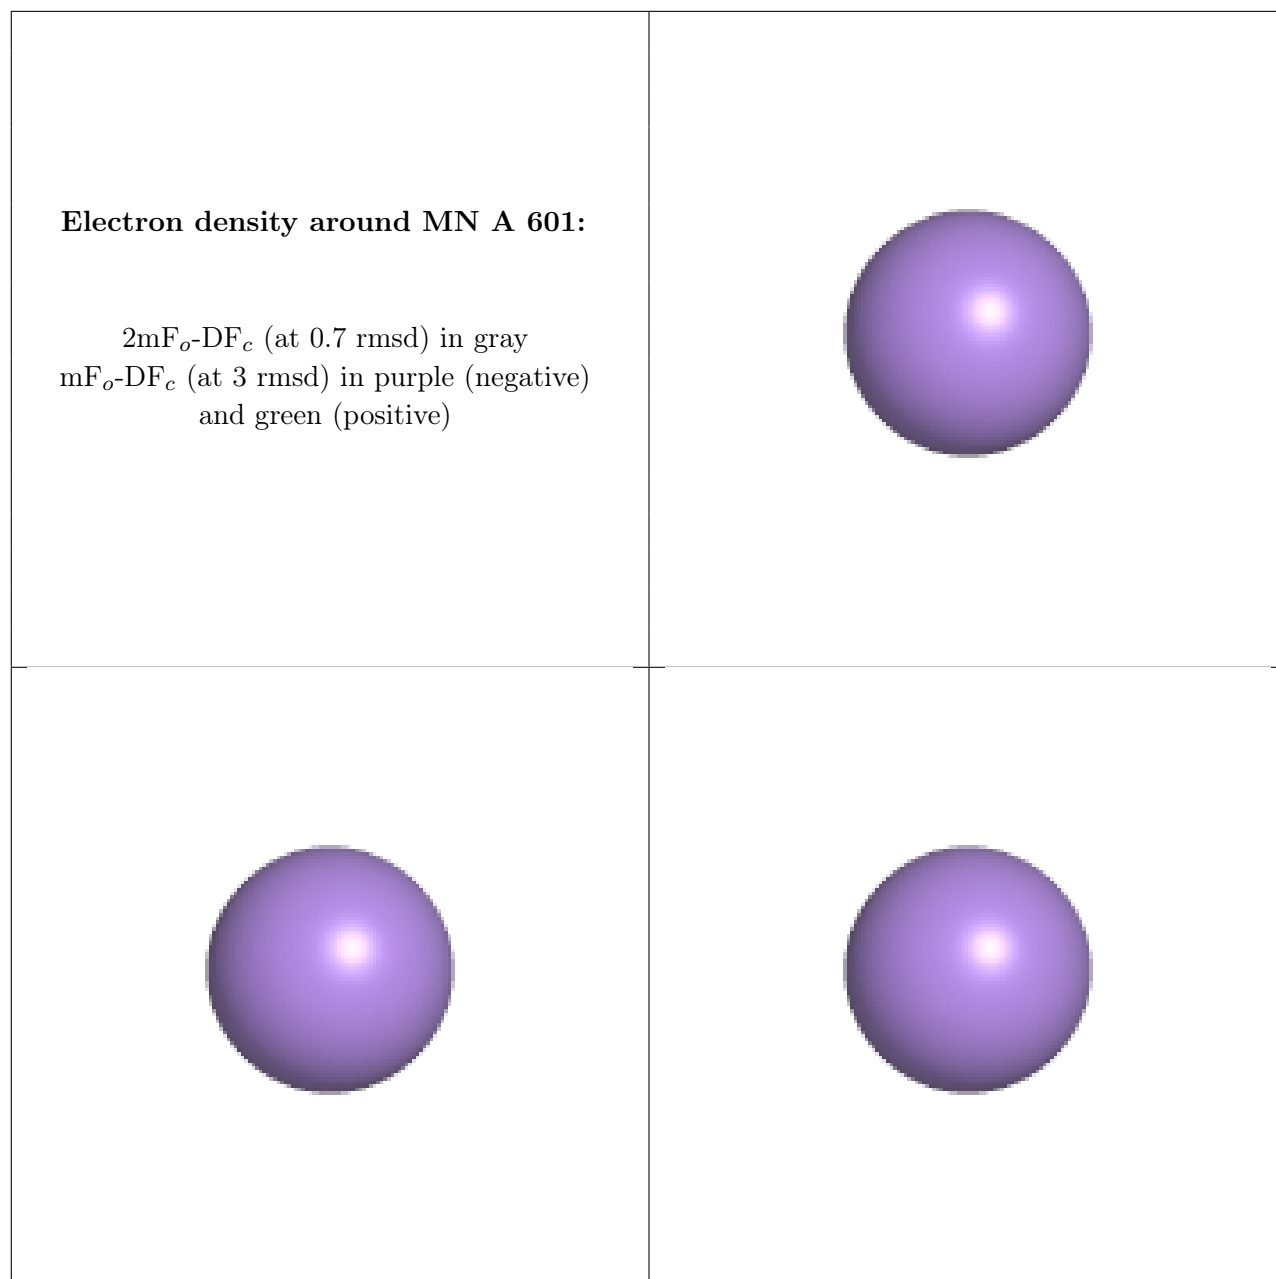 Electron density around MN A 601:
2mFo-DFc (at 0.7 rmsd) in gray
mFo-DFc (at 3 rmsd) in purple (negative)
and green (positive)